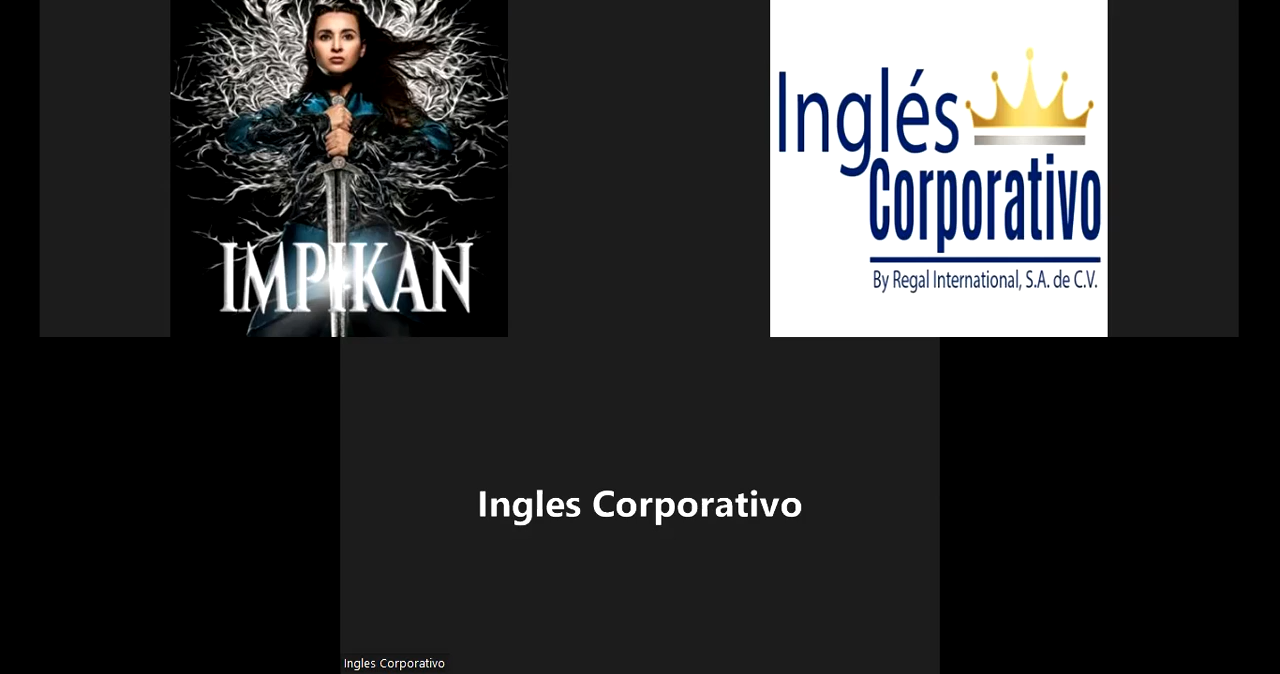 IMPIKAN
Inglés
Corporativo
By Regal International, S.A. de C.V.
Ingles Corporativo
Ingles Corporativo